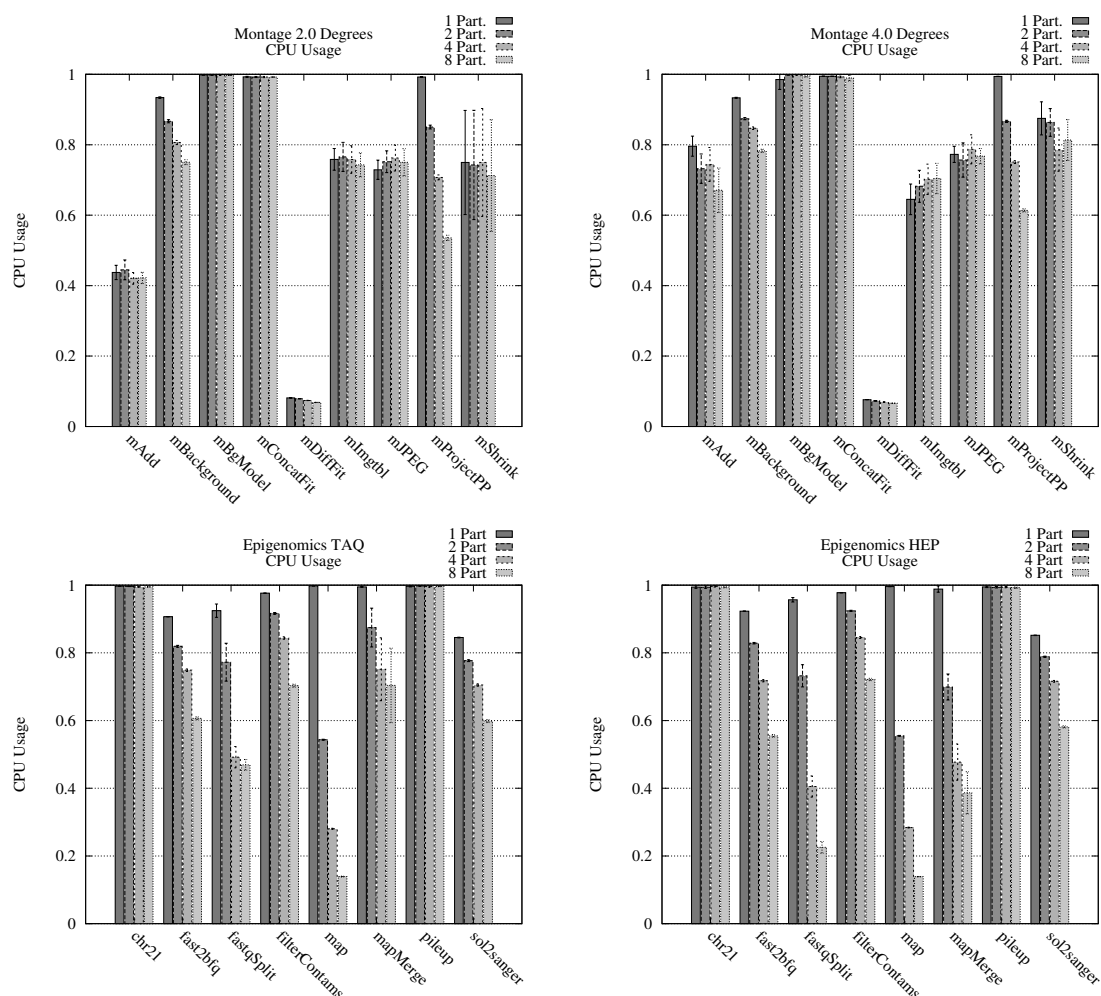 Montage 2.0 Degrees
CPU Usage
1 Part.
2 Part.
4 Part.
8 Part.
CPU Usage
1
0.8
0.6
0.4
0.2
0
mAdd
mBackground
mBgModel
mConcatFit
mDiffFit
mImgtbl
mJPEG
mProjectPP
mShrink
Montage 4.0 Degrees
CPU Usage
1 Part.
2 Part.
4 Part.
8 Part.
CPU Usage
1
0.8
0.6
0.4
0.2
0
mAdd
mBackground
mBgModel
mConcatFit
mDiffFit
mImgtbl
mJPEG
mProjectPP
mShrink
Epigenomics TAQ
CPU Usage
1 Part
2 Part
4 Part
8 Part
CPU Usage
1
0.8
0.6
0.4
0.2
0
chr21
fast2bfq
fastqSplit
filterContams
map
mapMerge
pileup
sol2sanger
Epigenomics HEP
CPU Usage
1 Part
2 Part
4 Part
8 Part
CPU Usage
1
0.8
0.6
0.4
0.2
0
chr21
fast2bfq
fastqSplit
filterContams
map
mapMerge
pileup
sol2sanger